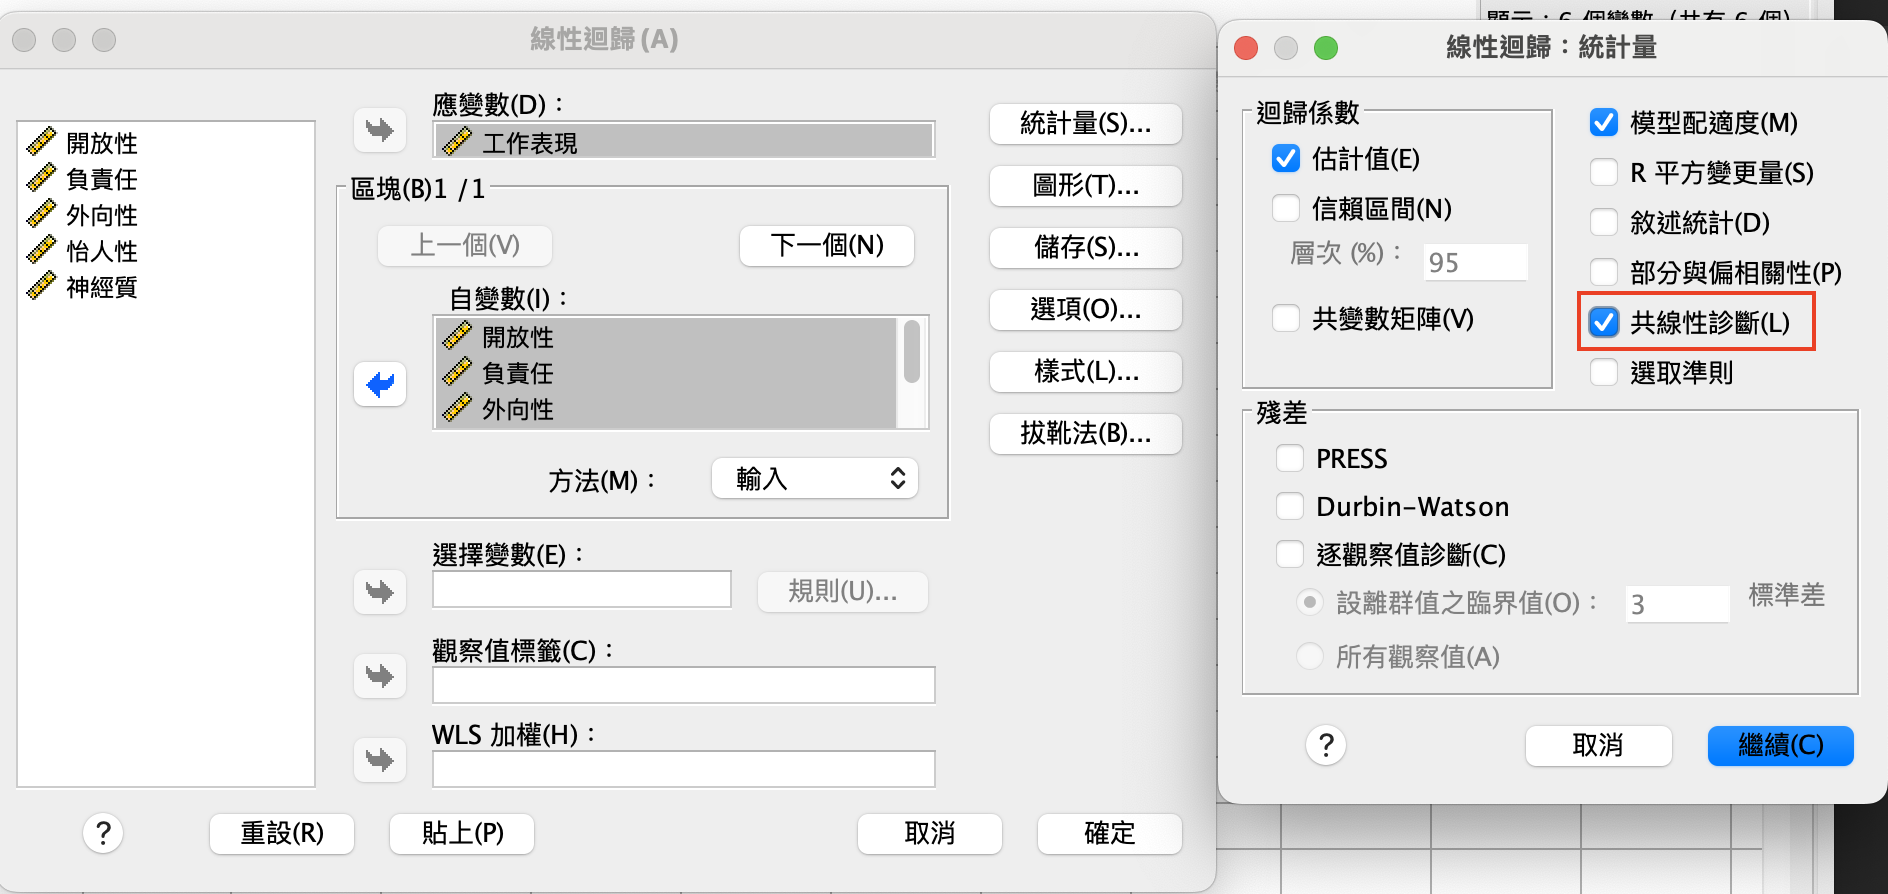 線性迴歸(A)
開放性
負責任
外向性
怡人性
神經質
應變數(D)：
工作表現
區塊(B)1 /1
上一個(V)
下一個(N)
自變數(I)：
開放性
負責任
外向性
方法(M)：
輸入
選擇變數(E)：
規則(U)...
觀察值標籤(C)：
WLS 加權(H)：
統計量(S)...
圖形(T)...
儲存(S)...
選項(O)...
樣式(L)...
拔靴法(B)...
?
重設(R)
貼上(P)
取消
確定
顯示：6 個變數（共有 6 個）
線性迴歸：統計量
迴歸係數
估計值(E)
信賴區間(N)
層次 (%)：
95
共變數矩陣(V)
模型配適度(M)
R 平方變更量(S)
敘述統計(D)
部分與偏相關性(P)
共線性診斷(L)
選取準則
殘差
PRESS
Durbin-Watson
逐觀察值診斷(C)
設離群值之臨界值(O)：
3
標準差
所有觀察值(A)
?
取消
繼續(C)